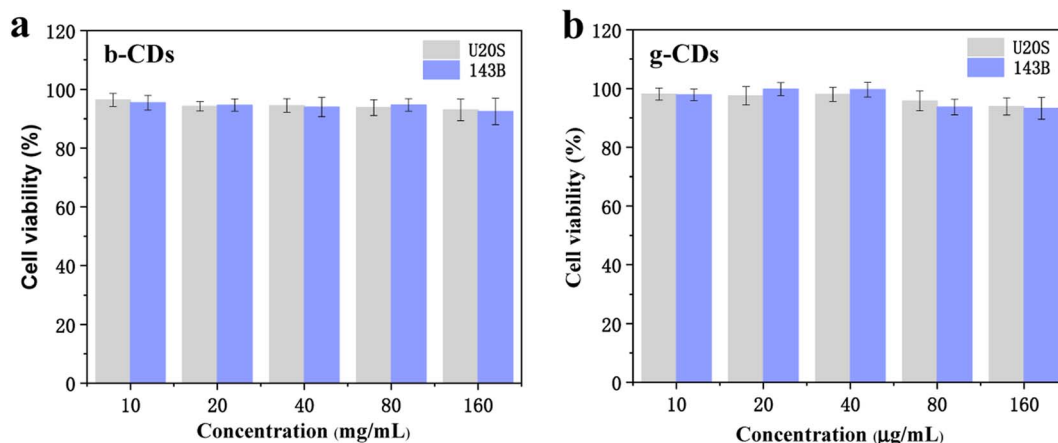 a
b-CDs
U20S
143B
Cell viability (%)
120
100
80
60
40
20
0
10 20 40 80 160
Concentration (mg/mL)
b
g-CDs
U20S
143B
Cell viability (%)
120
100
80
60
40
20
0
10 20 40 80 160
Concentration (μg/mL)